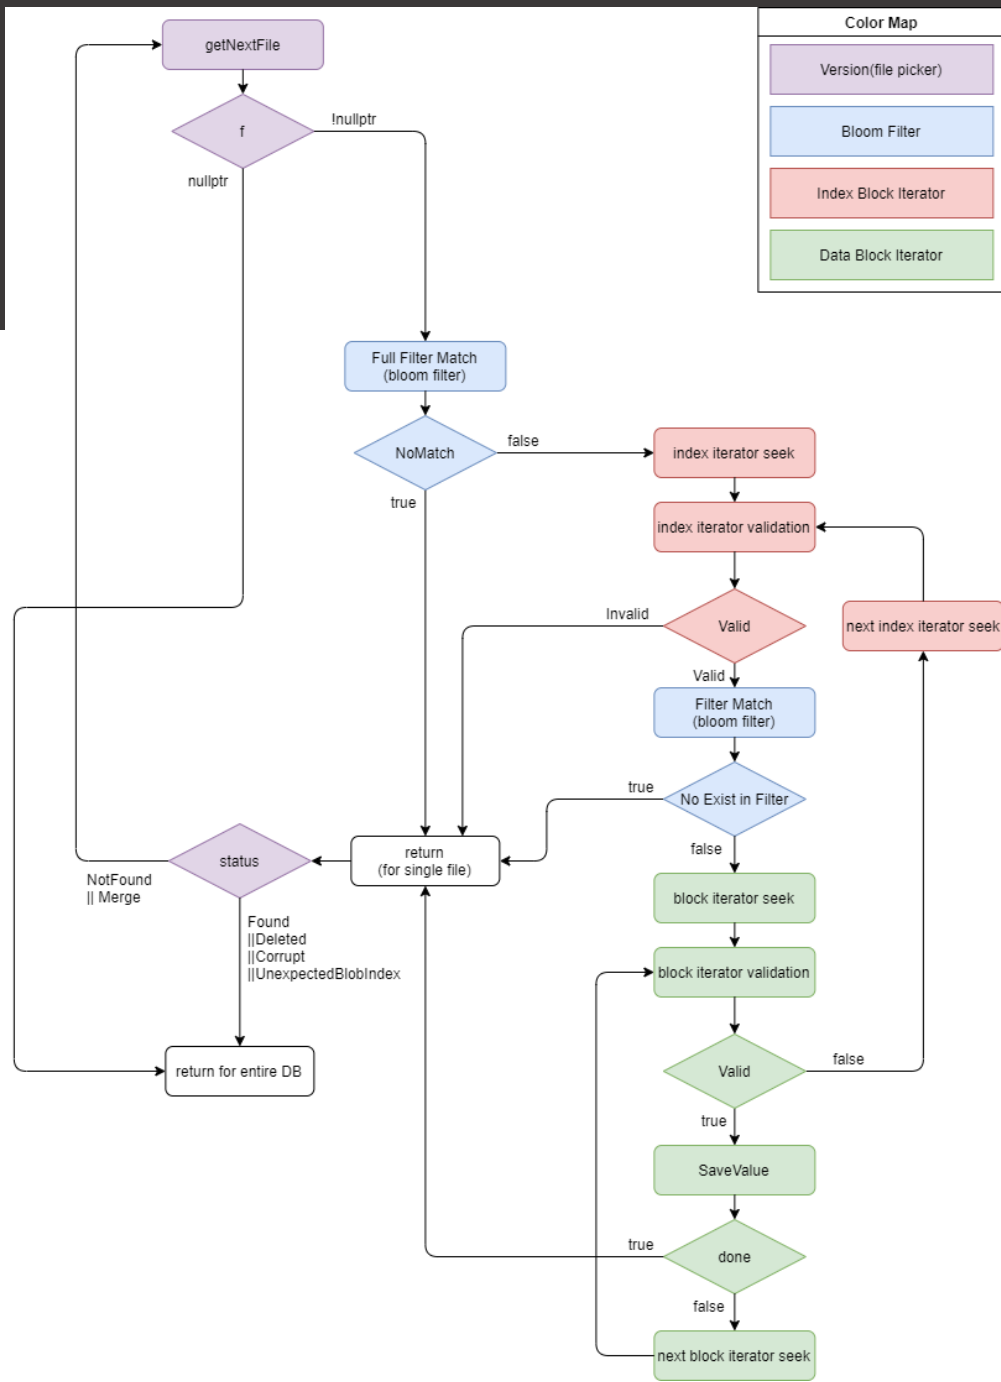 Color Map
Version(file picker)
Bloom Filter
Index Block Iterator
Data Block Iterator
getNextFile
f
!nullptr
nullptr
Full Filter Match
(bloom filter)
NoMatch
false
true
index iterator seek
index iterator validation
Valid
Invalid
Valid
next index iterator seek
Filter Match
(bloom filter)
No Exist in Filter
true
false
return
(for single file)
status
NotFound
|| Merge
Found
||Deleted
||Corrupt
||UnexpectedBlobIndex
return for entire DB
block iterator seek
block iterator validation
Valid
false
true
SaveValue
done
true
false
next block iterator seek